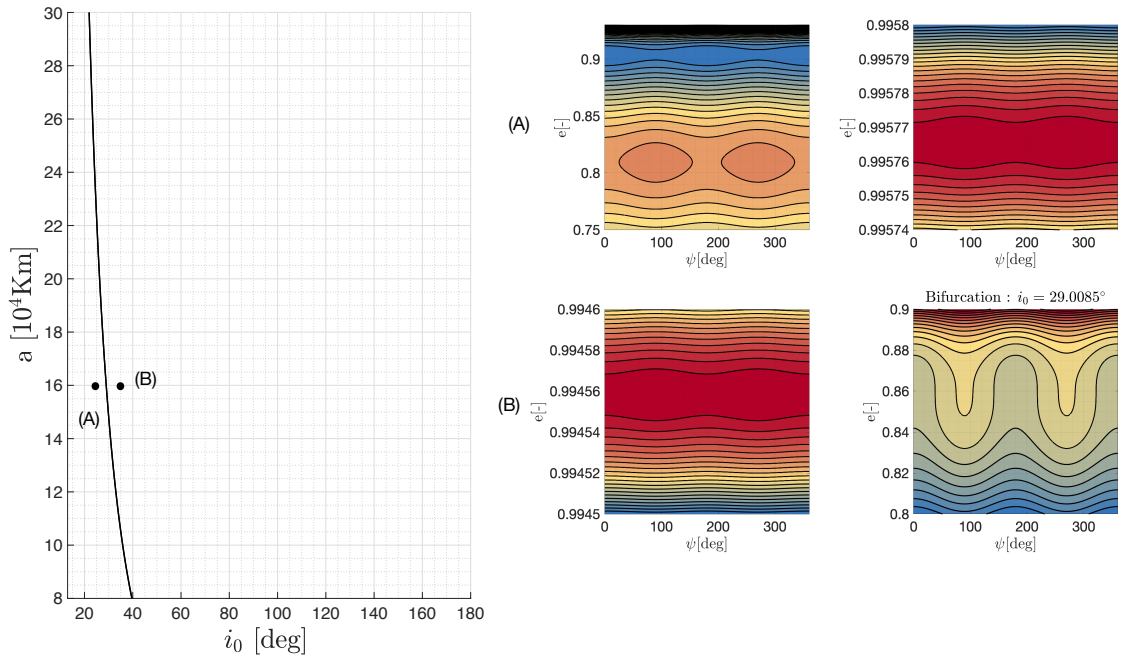 a [10⁴Km]
30
28
26
24
22
20
18
16
14
12
10
8
(A)
(B)
20 40 60 80 100 120 140 160 180
i₀ [deg]
(A)
e[-]
0.9
0.85
0.8
0.75
0 100 200 300
ψ[deg]
e[-]
0.9958
0.99579
0.99578
0.99577
0.99576
0.99575
0.99574
0 100 200 300
ψ[deg]
(B)
e[-]
0.9946
0.99458
0.99456
0.99454
0.99452
0.9945
0 100 200 300
ψ[deg]
Bifurcation : i₀ = 29.0085°
e[-]
0.9
0.88
0.86
0.84
0.82
0.8
0 100 200 300
ψ[deg]